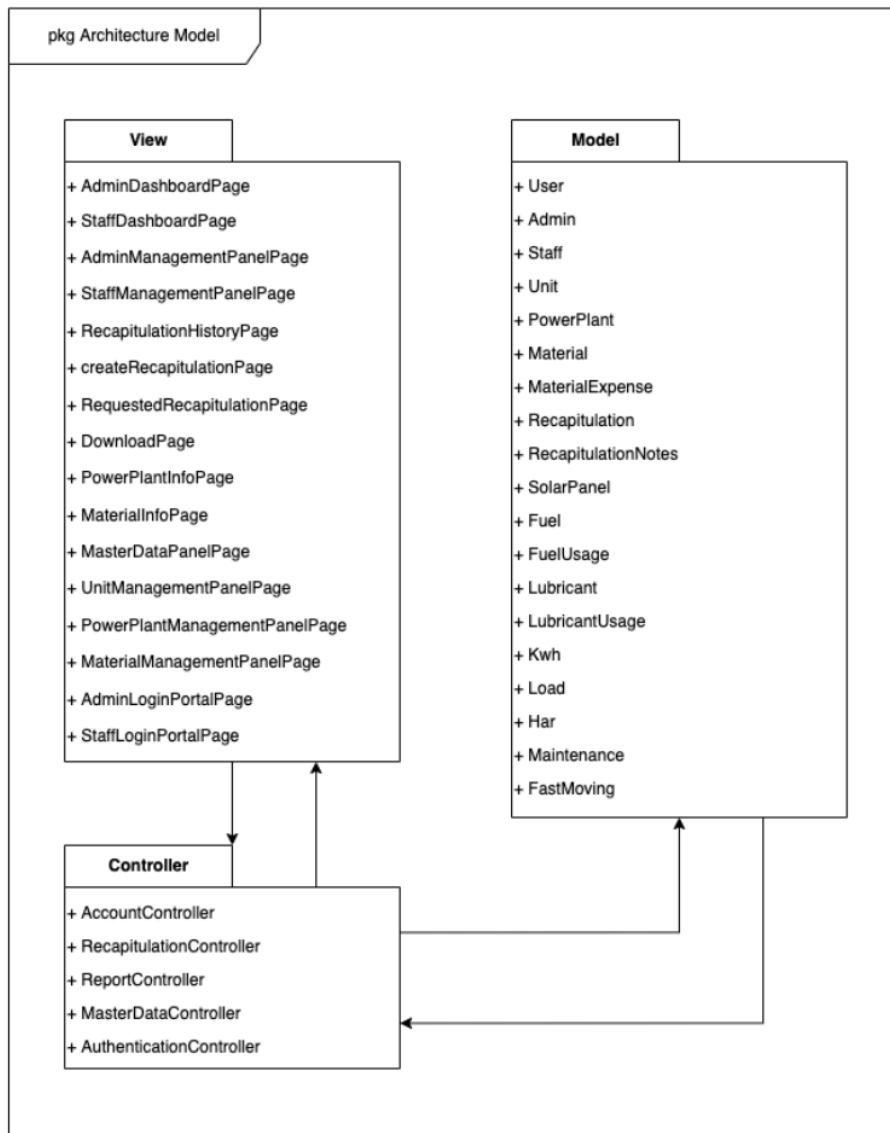 pkg Architecture Model
View
+ AdminDashboardPage
+ StaffDashboardPage
+ AdminManagementPanelPage
+ StaffManagementPanelPage
+ RecapitulationHistoryPage
+ createRecapitulationPage
+ RequestedRecapitulationPage
+ DownloadPage
+ PowerPlantInfoPage
+ MaterialInfoPage
+ MasterDataPanelPage
+ UnitManagementPanelPage
+ PowerPlantManagementPanelPage
+ MaterialManagementPanelPage
+ AdminLoginPortalPage
+ StaffLoginPortalPage
Model
+ User
+ Admin
+ Staff
+ Unit
+ PowerPlant
+ Material
+ MaterialExpense
+ Recapitulation
+ RecapitulationNotes
+ SolarPanel
+ Fuel
+ FuelUsage
+ Lubricant
+ LubricantUsage
+ Kwh
+ Load
+ Har
+ Maintenance
+ FastMoving
Controller
+ AccountController
+ RecapitulationController
+ ReportController
+ MasterDataController
+ AuthenticationController